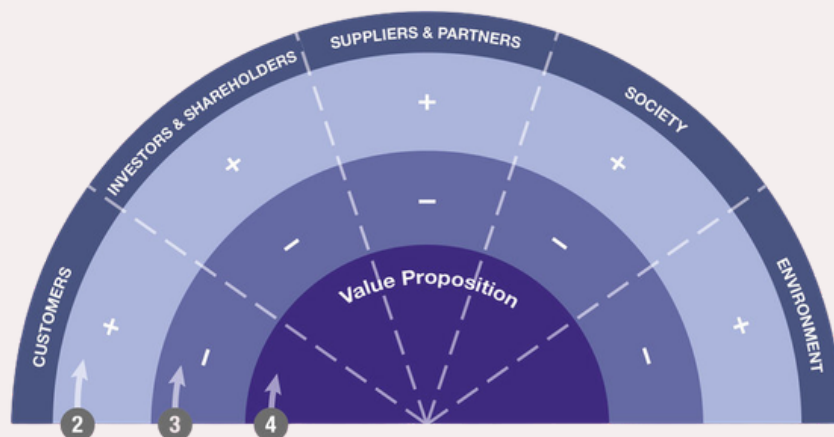 CUSTOMERS
INVESTORS & SHAREHOLDERS
SUPPLIERS & PARTNERS
SOCIETY
ENVIRONMENT
+
+
+
+
+
−
−
−
−
−
Value Proposition
2
3
4